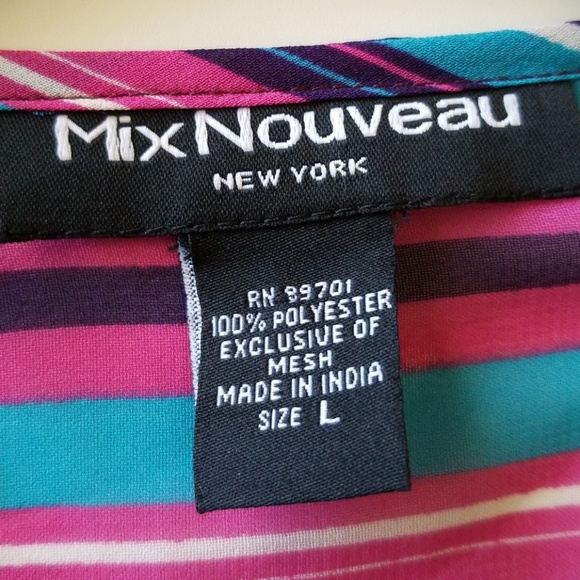 Mix Nouveau
NEW YORK
RN 89701
100% POLYESTER
EXCLUSIVE OF
MESH
MADE IN INDIA
SIZE L